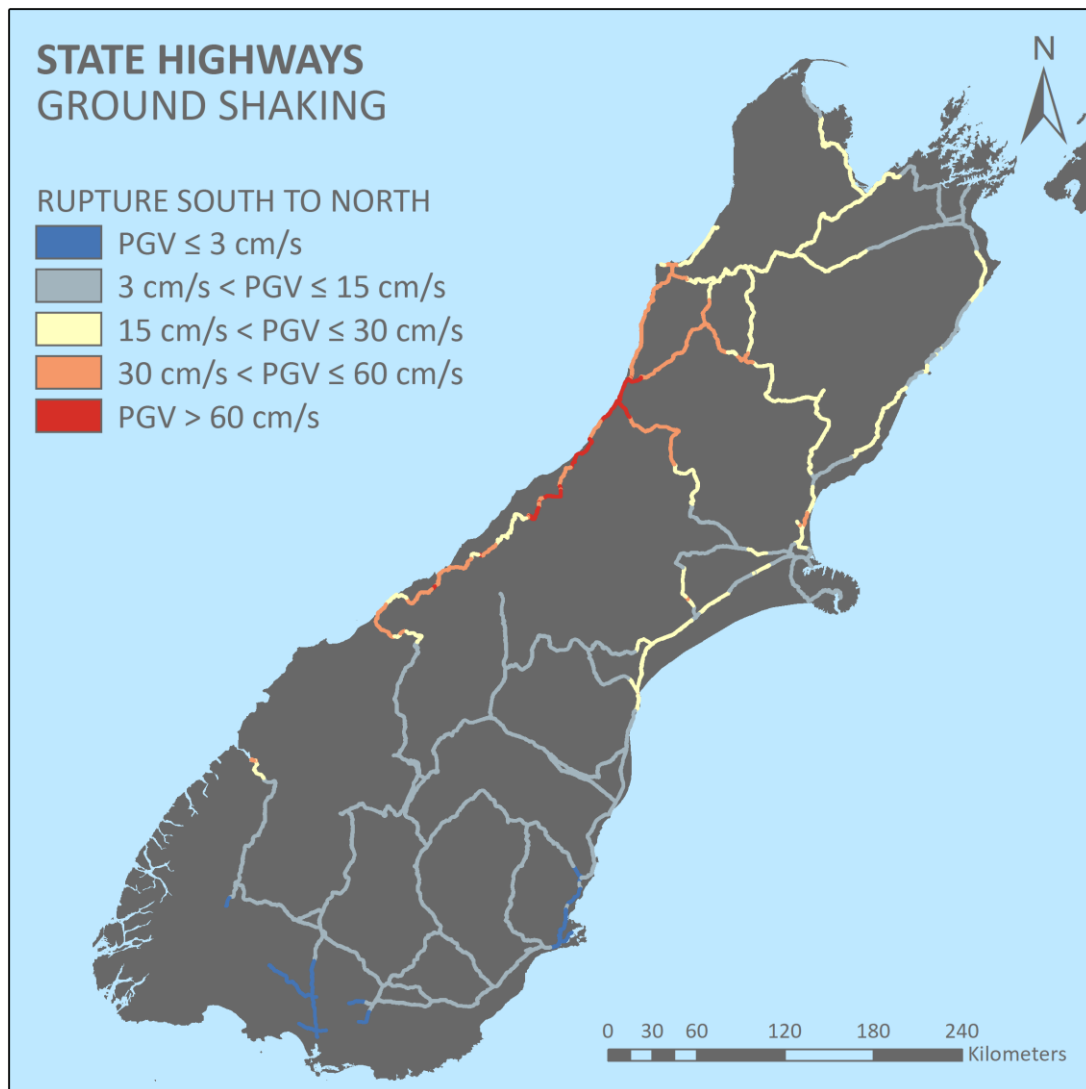 STATE HIGHWAYS
GROUND SHAKING
N
RUPTURE SOUTH TO NORTH
PGV ≤ 3 cm/s
3 cm/s < PGV ≤ 15 cm/s
15 cm/s < PGV ≤ 30 cm/s
30 cm/s < PGV ≤ 60 cm/s
PGV > 60 cm/s
0 30 60 120 180 240
Kilometers